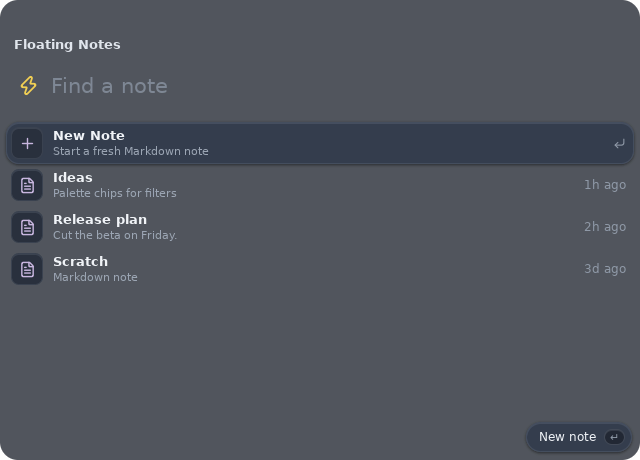 Floating Notes
Find a note
New Note
Start a fresh Markdown note
Ideas
Palette chips for filters
1h ago
Release plan
Cut the beta on Friday.
2h ago
Scratch
Markdown note
3d ago
New note